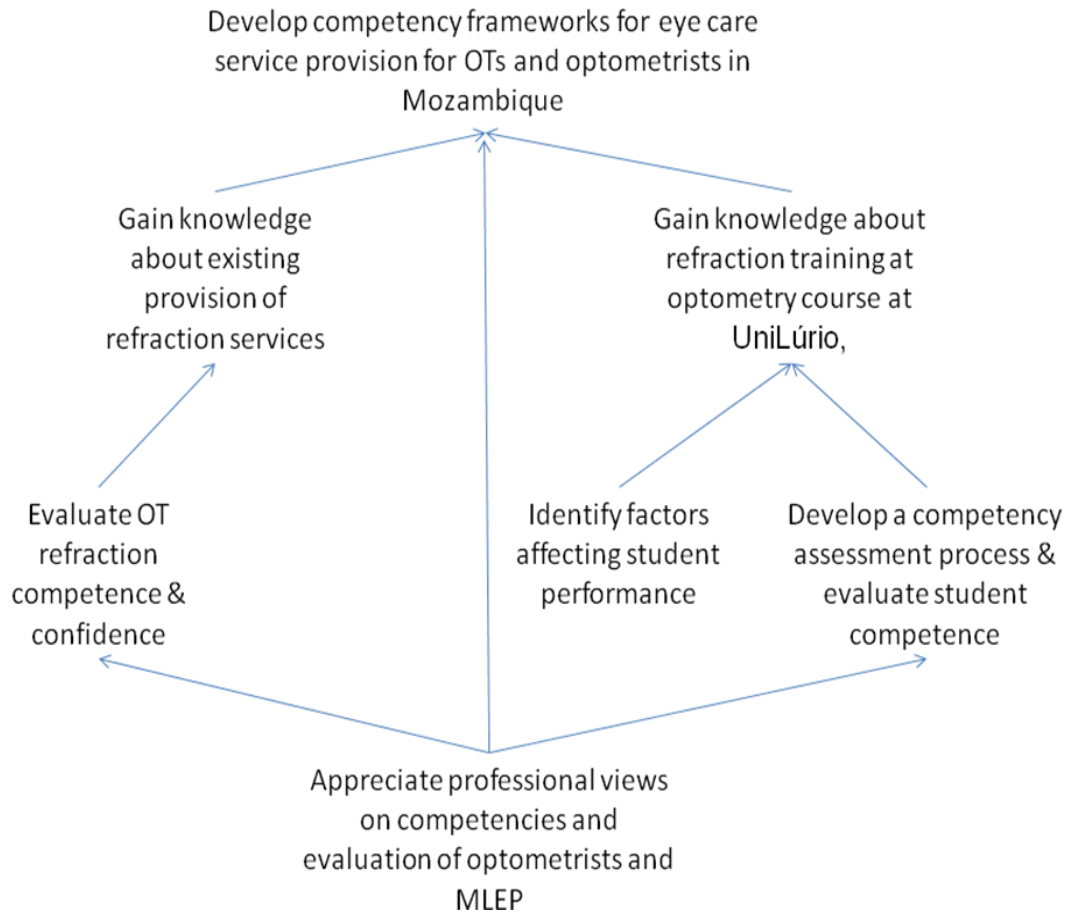 Develop competency frameworks for eye care
service provision for OTs and optometrists in
Mozambique
Gain knowledge
about existing
provision of
refraction services
Gain knowledge about
refraction training at
optometry course at
UniLúrio,
Evaluate OT
refraction
competence &
confidence
Identify factors
affecting student
performance
Develop a competency
assessment process &
evaluate student
competence
Appreciate professional views
on competencies and
evaluation of optometrists and
MLEP